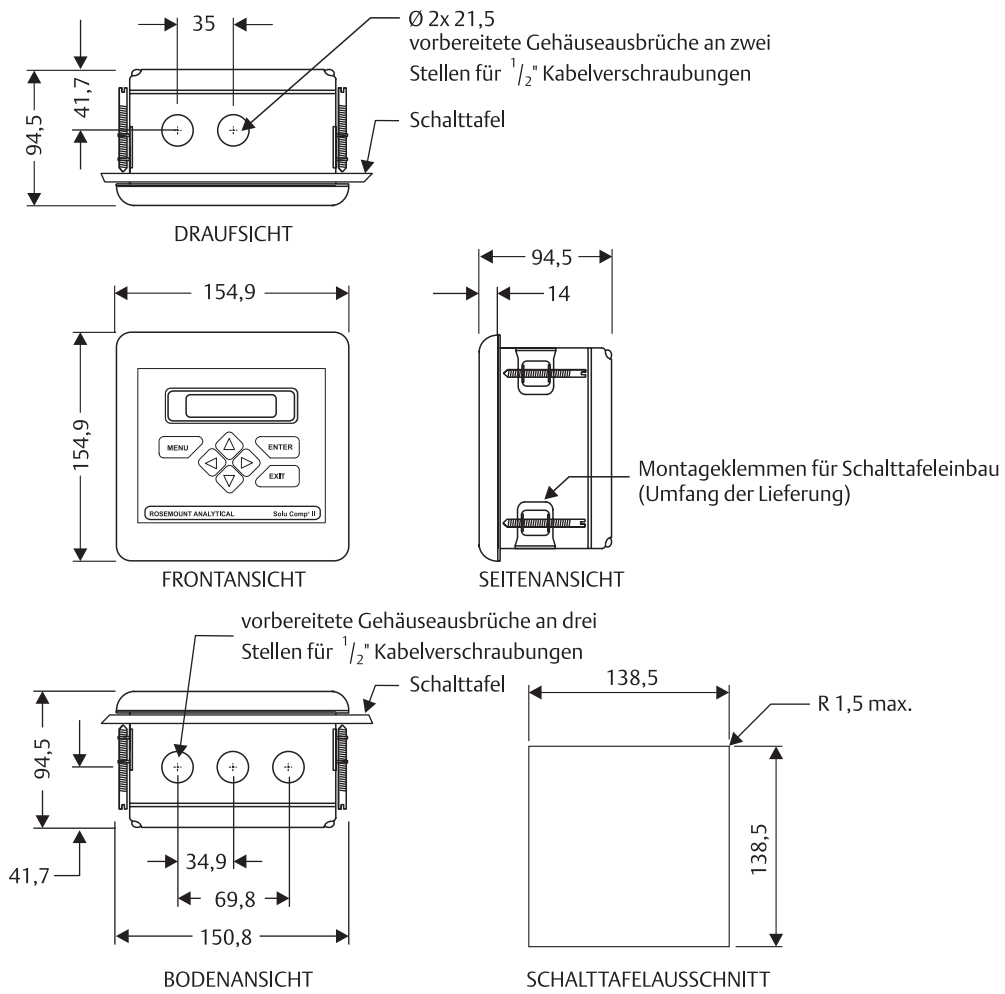 35
Ø 2x 21,5
vorbereitete Gehäuseausbrüche an zwei
Stellen für 1/2" Kabelverschraubungen
41,7
94,5
Schalttafel
DRAUFSICHT
154,9
94,5
14
154,9
MENU
ENTER
EXIT
ROSEMOUNT ANALYTICAL Solu Comp® II
Montageklemmen für Schalttafeleinbau
(Umfang der Lieferung)
FRONTANSICHT
SEITENANSICHT
vorbereitete Gehäuseausbrüche an drei
Stellen für 1/2" Kabelverschraubungen
Schalttafel
138,5
R 1,5 max.
94,5
138,5
41,7
34,9
69,8
150,8
BODENANSICHT
SCHALTTAFELAUSSCHNITT